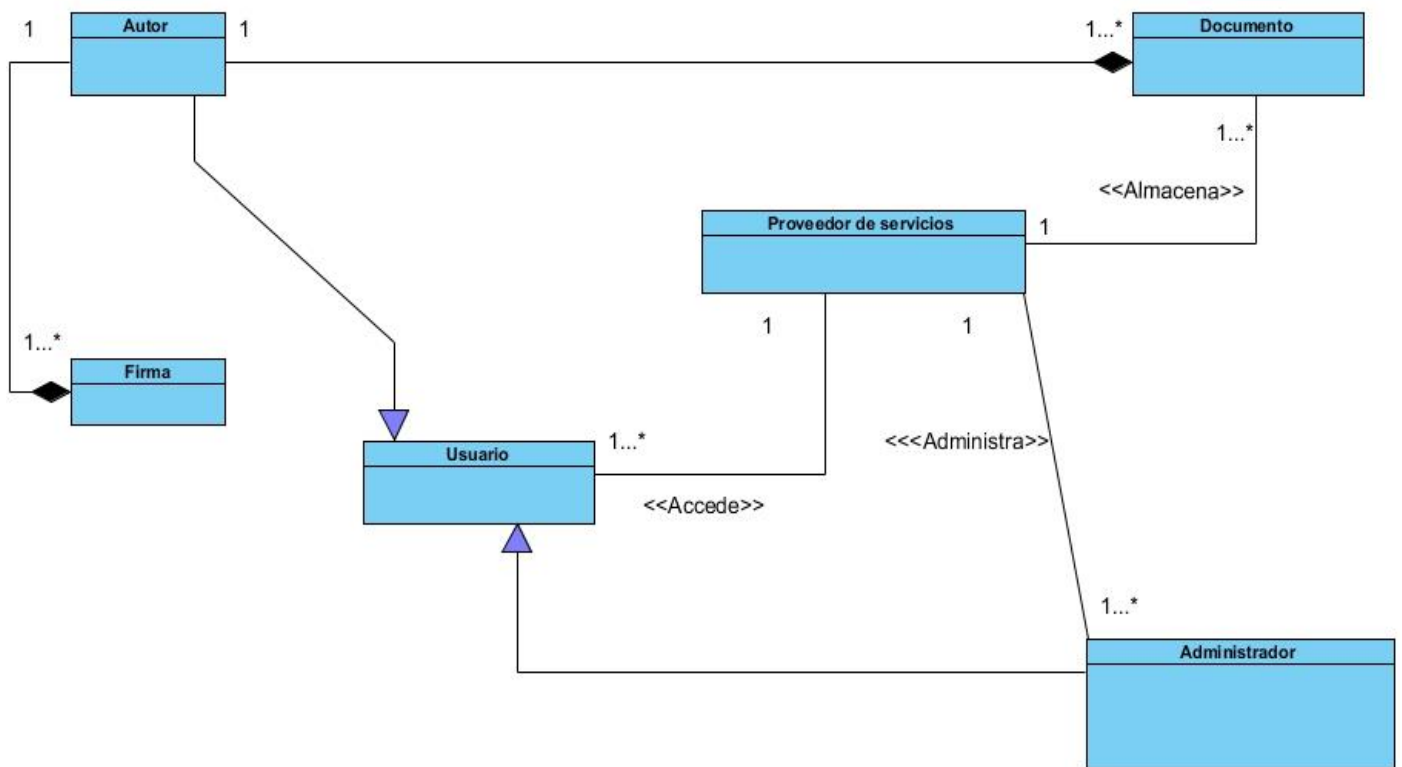 1
Autor
1
1...*
Documento
1...*
<<Almacena>>
Proveedor de servicios
1
1
1
1...*
Firma
Usuario
1...*
<<<Administra>>
<<Accede>>
1...*
Administrador